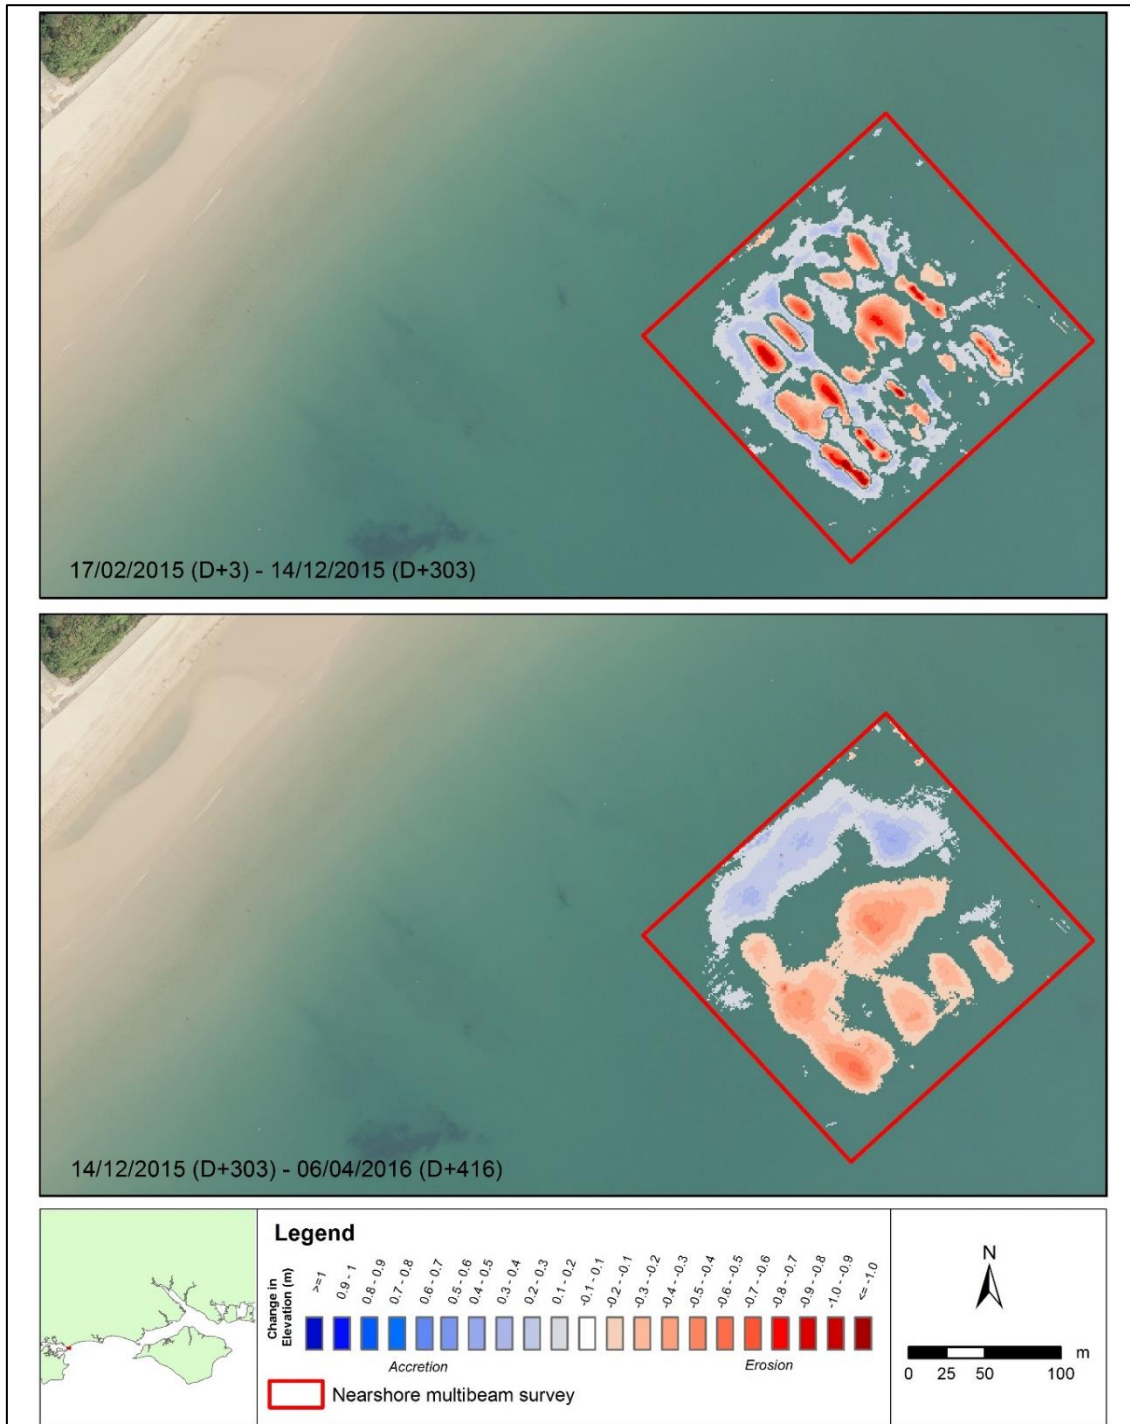 17/02/2015 (D+3) - 14/12/2015 (D+303)
14/12/2015 (D+303) - 06/04/2016 (D+416)
Legend
Change in
Elevation (m)
>=1
0.9 - 1
0.8 - 0.9
0.7 - 0.8
0.6 - 0.7
0.5 - 0.6
0.4 - 0.5
0.3 - 0.4
0.2 - 0.3
0.1 - 0.2
-0.1 - 0.1
-0.2 - -0.1
-0.3 - -0.2
-0.4 - -0.3
-0.5 - -0.4
-0.6 - -0.5
-0.7 - -0.6
-0.8 - -0.7
-0.9 - -0.8
-1.0 - -0.9
<= -1.0
Accretion
Erosion
Nearshore multibeam survey
N
m
0 25 50 100